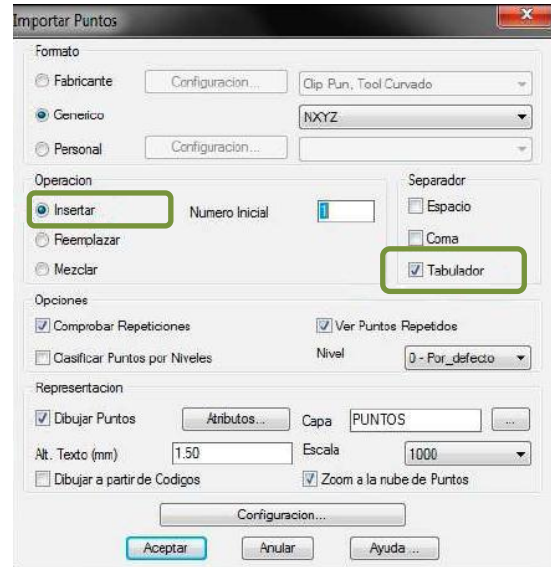 Importar Puntos
Formato
Fabricante Configuracion... Clip Pun, Tool Curvado
Generico NXYZ
Personal Configuracion...
Operacion Separador
Insertar Numero Inicial 1 Espacio
Reemplazar Coma
Mezclar Tabulador
Opciones
Comprobar Repeticiones Ver Puntos Repetidos
Clasificar Puntos por Niveles Nivel 0 - Por_defecto
Representacion
Dibujar Puntos Atributos... Capa PUNTOS ...
Alt. Texto (mm) 1.50 Escala 1000
Dibujar a partir de Codigos Zoom a la nube de Puntos
Configuracion...
Aceptar Anular Ayuda ...